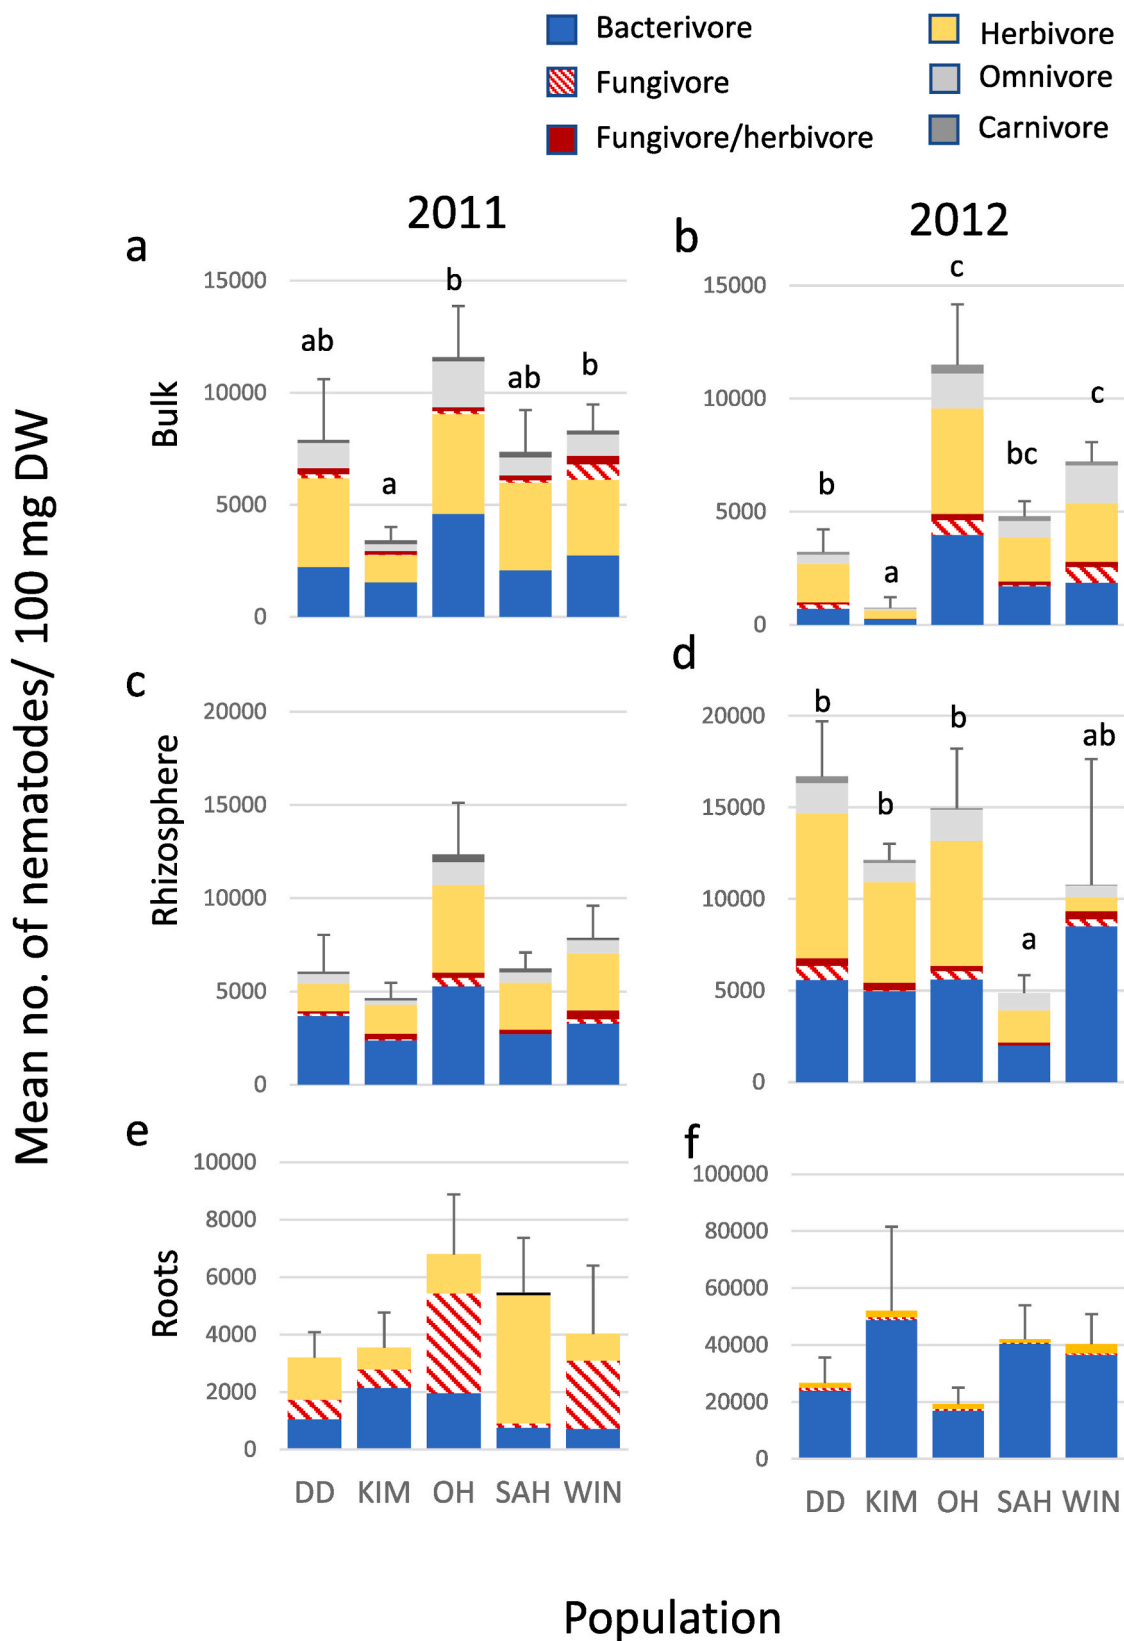 Bacterivore
Herbivore
Fungivore
Omnivore
Fungivore/herbivore
Carnivore
2011
2012
a
b
Mean no. of nematodes/ 100 mg DW
Bulk
15000
10000
5000
0
ab
a
b
ab
b
15000
10000
5000
0
b
a
c
bc
c
c
d
Rhizosphere
20000
15000
10000
5000
0
20000
15000
10000
5000
0
b
b
b
a
ab
e
f
Roots
10000
8000
6000
4000
2000
0
100000
80000
60000
40000
20000
0
DD KIM OH SAH WIN
DD KIM OH SAH WIN
Population